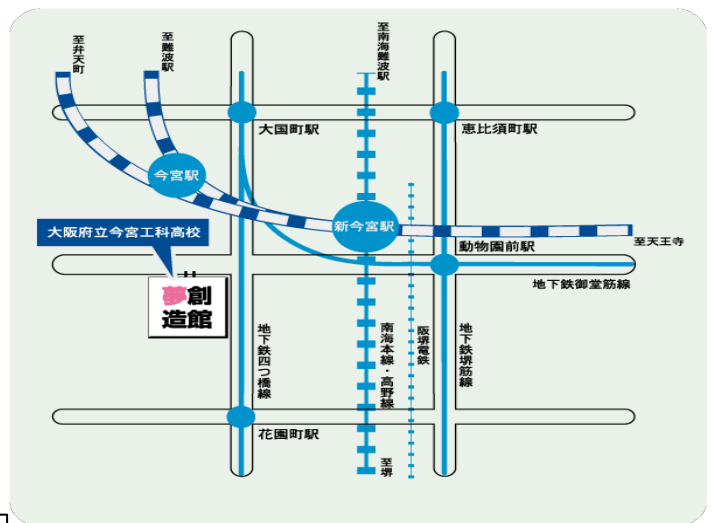 至弁天町
至難波駅
至南海難波駅
大国町駅
恵比須町駅
今宮駅
新今宮駅
大阪府立今宮工科高校
至天王寺
動物園前駅
地下鉄御堂筋線
夢創
造館
地下鉄四つ橋線
南海本線・高野線
阪堺電鉄
地下鉄堺筋線
花園町駅
至堺